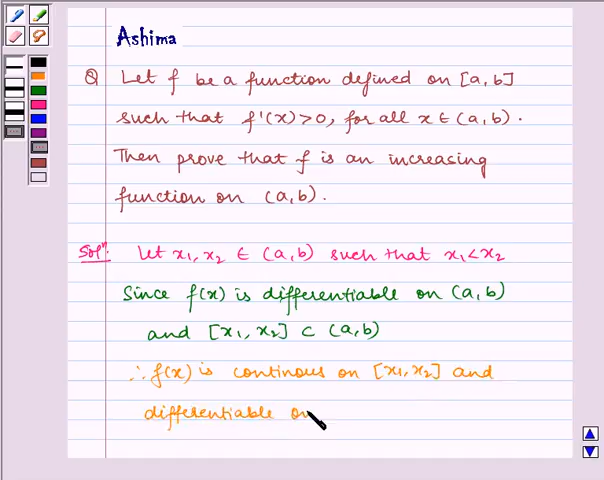 Ashima
Q Let f be a function defined on [a, b]
such that f'(x) > 0, for all x ∈ (a, b).
Then prove that f is an increasing
function on (a, b).
Solⁿ. Let x₁, x₂ ∈ (a, b) such that x₁ < x₂
Since f(x) is differentiable on (a, b)
and [x₁, x₂] ⊂ (a, b)
∴ f(x) is continous on [x₁, x₂] and
differentiable on